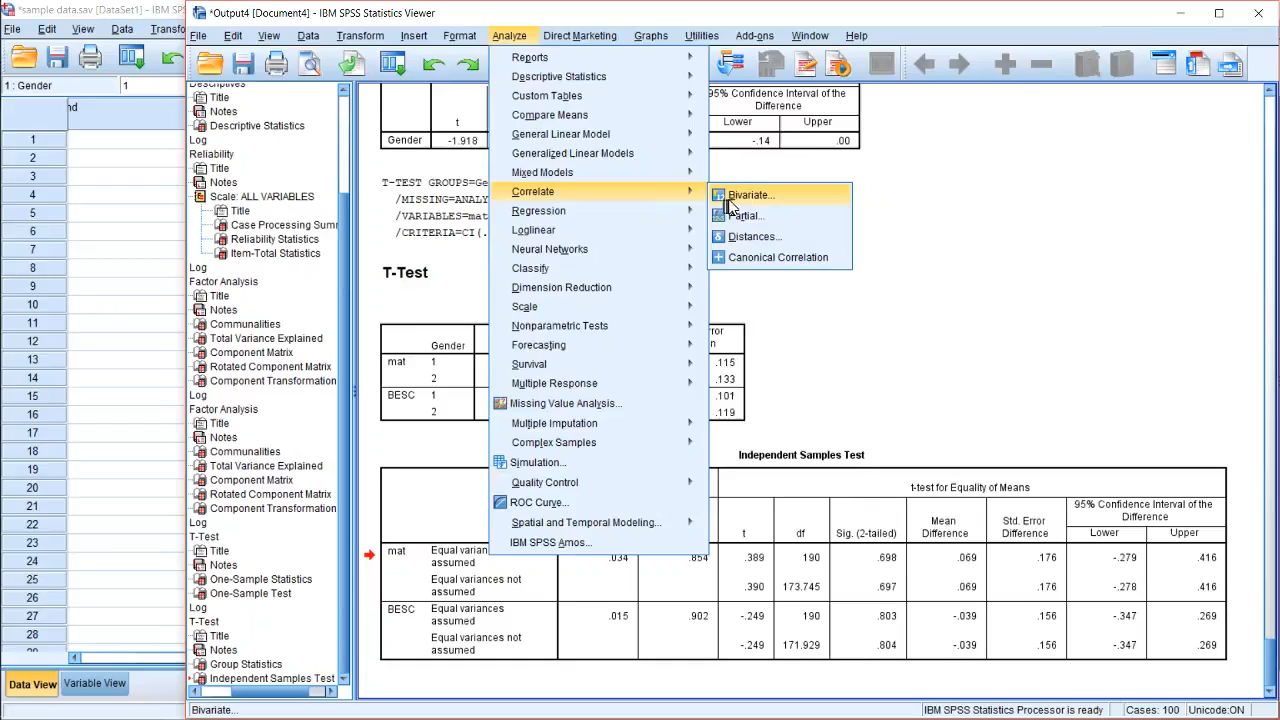 *sample data.sav [DataSet1] -
File Edit View Data Transfo
1 : Gender 1
nd
1
2
3
4
5
6
7
8
9
10
11
12
13
14
15
16
17
18
19
20
21
22
23
24
25
26
27
28
Data View Variable View
*Output4 [Document4] - IBM SPSS Statistics Viewer
File Edit View Data Transform Insert Format Analyze Direct Marketing Graphs Utilities Add-ons Window Help
Descriptives
Title
Notes
Descriptive Statistics
Log
Reliability
Title
Notes
Scale: ALL VARIABLES
Title
Case Processing Summ
Reliability Statistics
Item-Total Statistics
Log
Factor Analysis
Title
Notes
Communalities
Total Variance Explained
Component Matrix
Rotated Component Matrix
Component Transformation
Log
Factor Analysis
Title
Notes
Communalities
Total Variance Explained
Component Matrix
Rotated Component Matrix
Component Transformation
Log
T-Test
Title
Notes
One-Sample Statistics
One-Sample Test
Log
T-Test
Title
Notes
Group Statistics
Independent Samples Test
Reports
Descriptive Statistics
Custom Tables
Compare Means
General Linear Model
Generalized Linear Models
Mixed Models
Correlate
Regression
Loglinear
Neural Networks
Classify
Dimension Reduction
Scale
Nonparametric Tests
Forecasting
Survival
Multiple Response
Missing Value Analysis...
Multiple Imputation
Complex Samples
Simulation...
Quality Control
ROC Curve...
Spatial and Temporal Modeling...
IBM SPSS Amos...
Bivariate...
Partial...
Distances...
Canonical Correlation
95% Confidence Interval of the
Difference
t Lower Upper
Gender -1.918 -.14 .00
T-TEST GROUPS=Ge
/MISSING=ANALY
/VARIABLES=mat
/CRITERIA=CI(.
T-Test
Gender
mat 1 .115
2 .133
BESC 1 .101
2 .119
Independent Samples Test
t-test for Equality of Means
95% Confidence Interval of the
Difference
t df Sig. (2-tailed) Mean Difference Std. Error Difference Lower Upper
mat Equal variances assumed .034 .854 .389 190 .698 .069 .176 -.279 .416
Equal variances not assumed .390 173.745 .697 .069 .176 -.278 .416
BESC Equal variances assumed .015 .902 -.249 190 .803 -.039 .156 -.347 .269
Equal variances not assumed -.249 171.929 .804 -.039 .156 -.347 .269
Bivariate... IBM SPSS Statistics Processor is ready Cases: 100 Unicode:ON